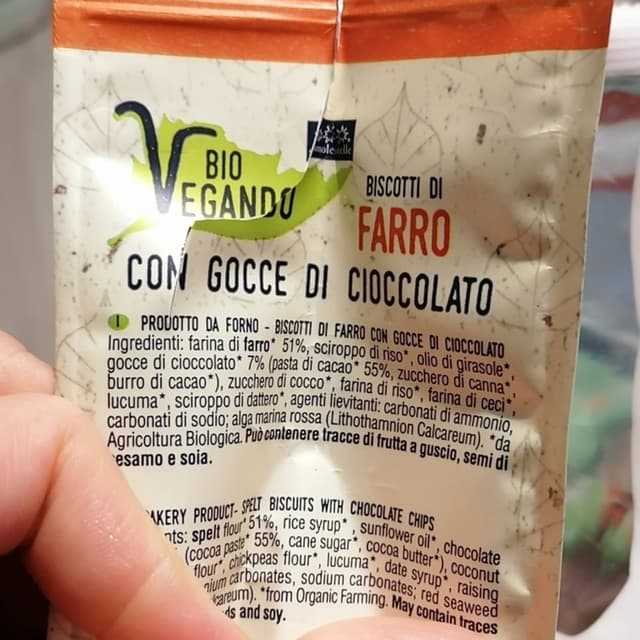 BIO
VEGANDO
BISCOTTI DI
FARRO
CON GOCCE DI CIOCCOLATO
I PRODOTTO DA FORNO - BISCOTTI DI FARRO CON GOCCE DI CIOCCOLATO
Ingredienti: farina di farro* 51%, sciroppo di riso*, olio di girasole*,
gocce di cioccolato* 7% (pasta di cacao* 55%, zucchero di canna*,
burro di cacao*), zucchero di cocco*, farina di riso*, farina di ceci*,
lucuma*, sciroppo di dattero*, agenti lievitanti: carbonati di ammonio,
carbonati di sodio; alga marina rossa (Lithothamnion Calcareum). *da
Agricoltura Biologica. Può contenere tracce di frutta a guscio, semi di
sesamo e soia.
AKERY PRODUCT- SPELT BISCUITS WITH CHOCOLATE CHIPS
nts: spelt flour* 51%, rice syrup*, sunflower oil*, chocolate
(cocoa paste* 55%, cane sugar*, cocoa butter*), coconut
flour*, chickpeas flour*, lucuma*, date syrup*, raising
nium carbonates, sodium carbonates; red seaweed
careum). *from Organic Farming. May contain traces
ds and soy.